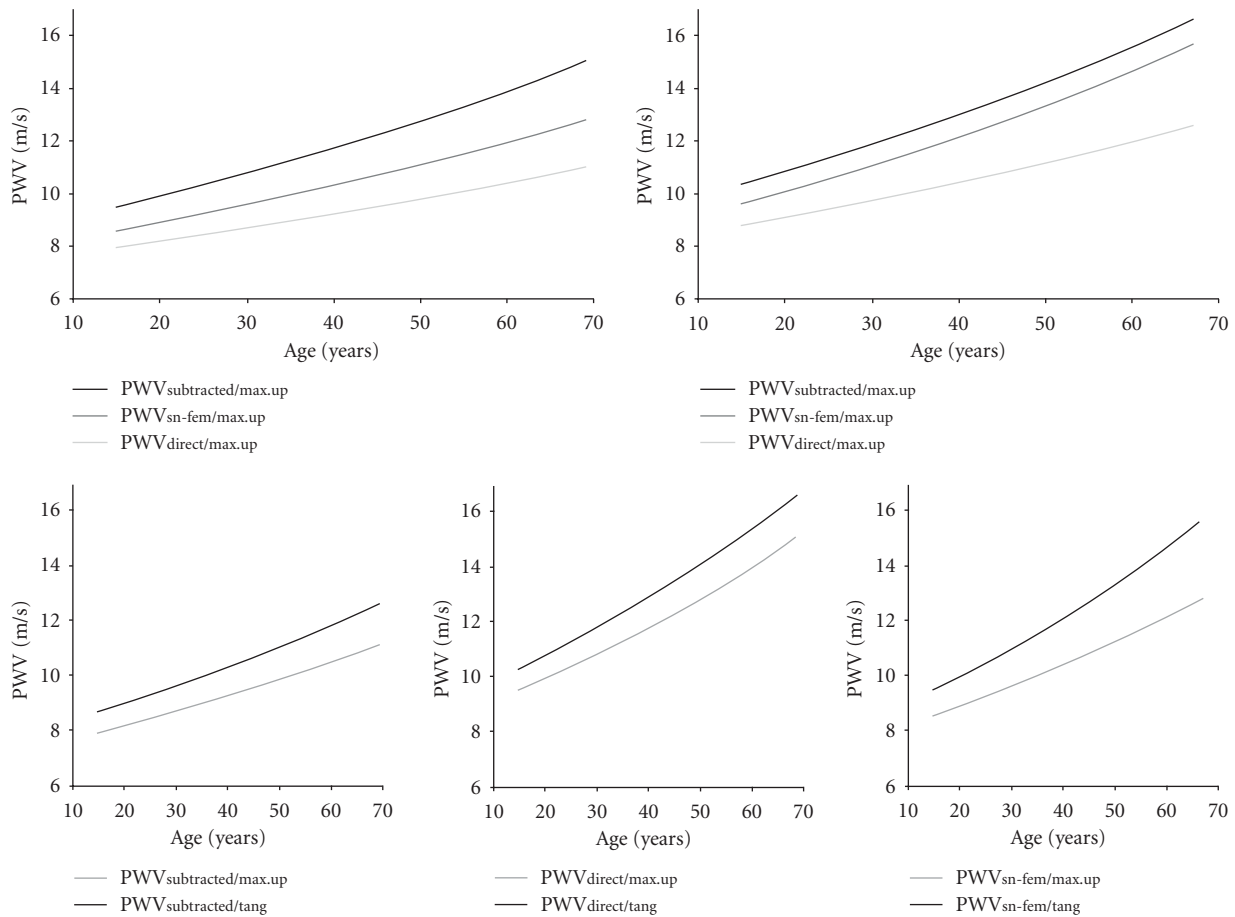 16
14
12
10
8
6
PWV (m/s)
10 20 30 40 50 60 70
Age (years)
PWVsubtracted/max.up
PWVsn-fem/max.up
PWVdirect/max.up
16
14
12
10
8
6
PWV (m/s)
10 20 30 40 50 60 70
Age (years)
PWVsubtracted/max.up
PWVsn-fem/max.up
PWVdirect/max.up
16
14
12
10
8
6
PWV (m/s)
10 20 30 40 50 60 70
Age (years)
PWVsubtracted/max.up
PWVsubtracted/tang
16
14
12
10
8
6
PWV (m/s)
10 20 30 40 50 60 70
Age (years)
PWVdirect/max.up
PWVdirect/tang
16
14
12
10
8
6
PWV (m/s)
10 20 30 40 50 60 70
Age (years)
PWVsn-fem/max.up
PWVsn-fem/tang